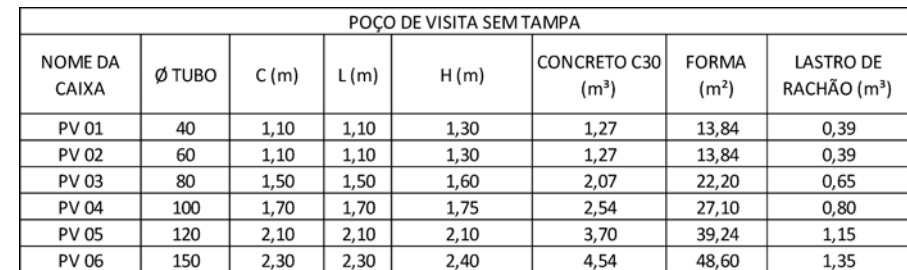 POÇO DE VISITA SEM TAMPA
NOME DA CAIXA Ø TUBO C (m) L (m) H (m) CONCRETO C30 (m³) FORMA (m²) LASTRO DE RACHÃO (m³)
PV 01 40 1,10 1,10 1,30 1,27 13,84 0,39
PV 02 60 1,10 1,10 1,30 1,27 13,84 0,39
PV 03 80 1,50 1,50 1,60 2,07 22,20 0,65
PV 04 100 1,70 1,70 1,75 2,54 27,10 0,80
PV 05 120 2,10 2,10 2,10 3,70 39,24 1,15
PV 06 150 2,30 2,30 2,40 4,54 48,60 1,35